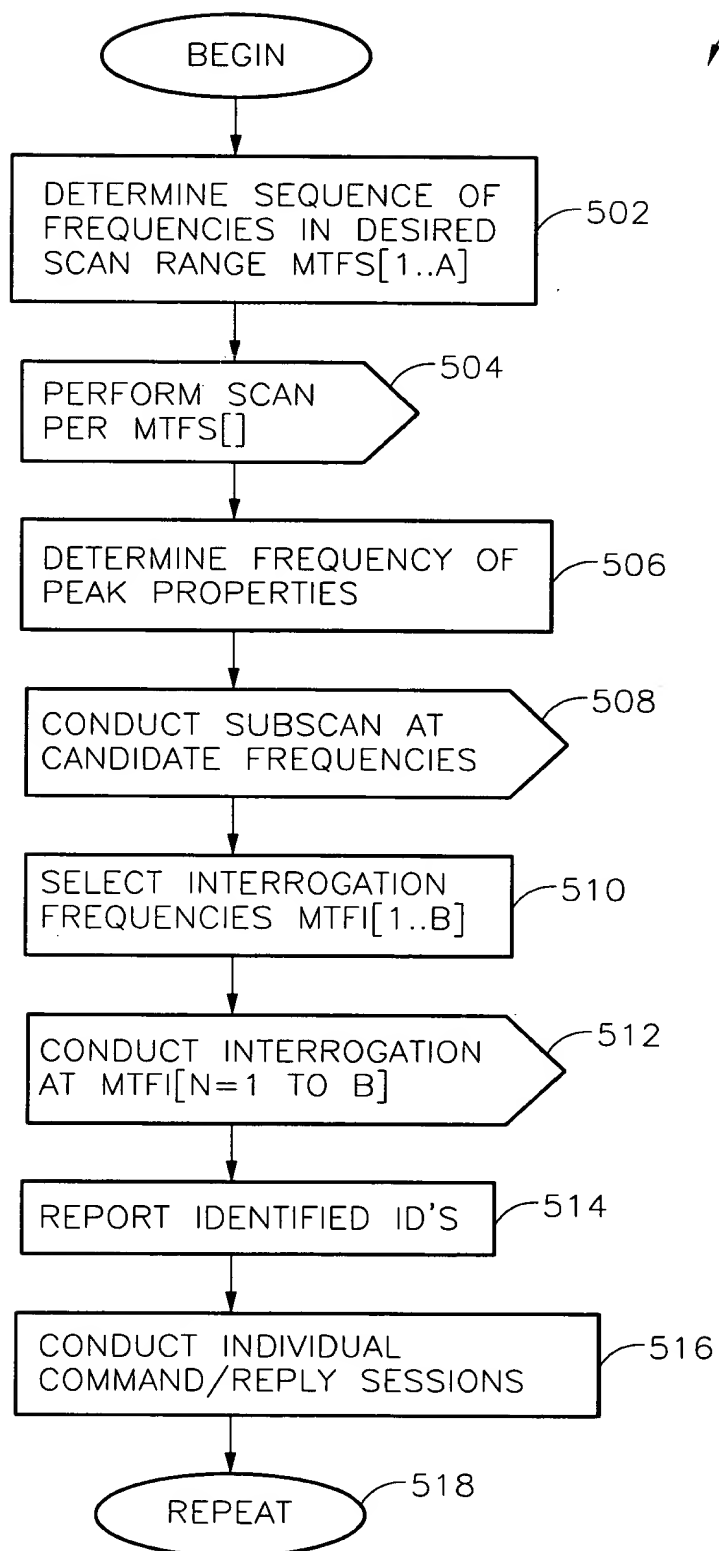 BEGIN
DETERMINE SEQUENCE OF
FREQUENCIES IN DESIRED
SCAN RANGE MTFS[1..A]
502
PERFORM SCAN
PER MTFS[]
504
DETERMINE FREQUENCY OF
PEAK PROPERTIES
506
CONDUCT SUBSCAN AT
CANDIDATE FREQUENCIES
508
SELECT INTERROGATION
FREQUENCIES MTFI[1..B]
510
CONDUCT INTERROGATION
AT MTFI[N=1 TO B]
512
REPORT IDENTIFIED ID'S
514
CONDUCT INDIVIDUAL
COMMAND/REPLY SESSIONS
516
REPEAT
518